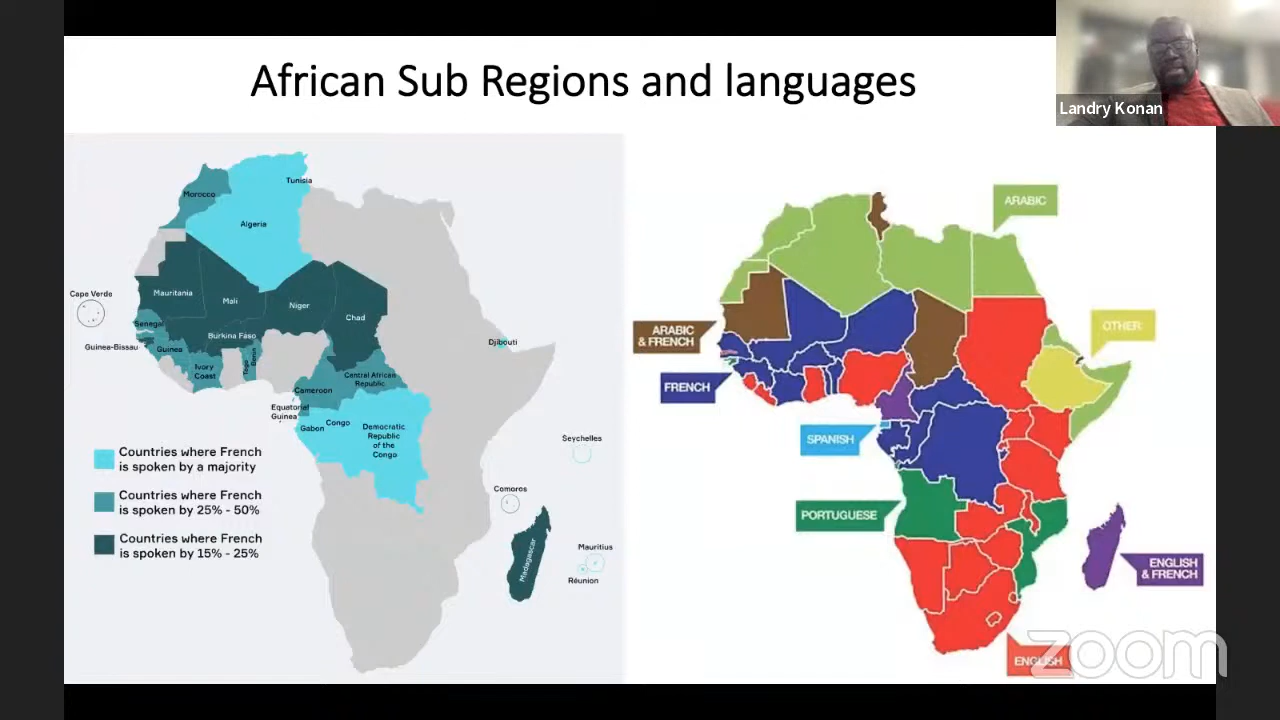 African Sub Regions and languages
Landry Konan
Tunisia
Morocco
Algeria
Cape Verde
Mauritania
Mali
Niger
Chad
Senegal
Burkina Faso
Guinea-Bissau
Guinea
Ivory
Coast
Togo
Benin
Djibouti
Central African
Republic
Cameroon
Equatorial
Guinea
Gabon
Congo
Democratic
Republic
of the
Congo
Seychelles
Comoros
Madagascar
Mauritius
Réunion
Countries where French
is spoken by a majority
Countries where French
is spoken by 25% - 50%
Countries where French
is spoken by 15% - 25%
ARABIC
ARABIC
& FRENCH
OTHER
FRENCH
SPANISH
PORTUGUESE
ENGLISH
& FRENCH
ENGLISH
zoom